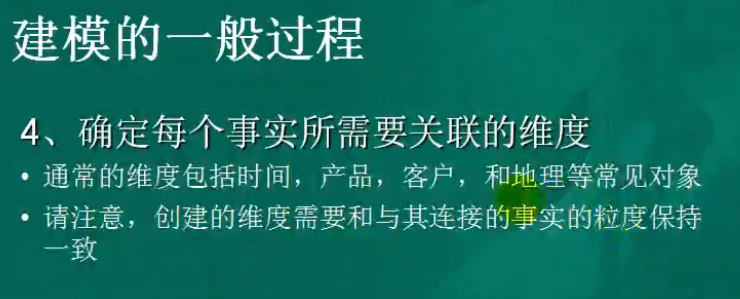 建模的一般过程
4、确定每个事实所需要关联的维度
• 通常的维度包括时间，产品，客户，和地理等常见对象
• 请注意，创建的维度需要和与其连接的事实的粒度保持
一致